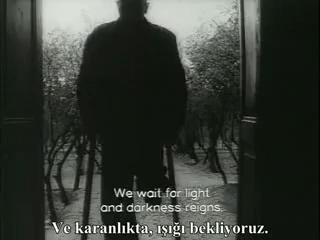 We wait for light
and darkness reigns.
Ve karanlıkta, ışığı bekliyoruz.